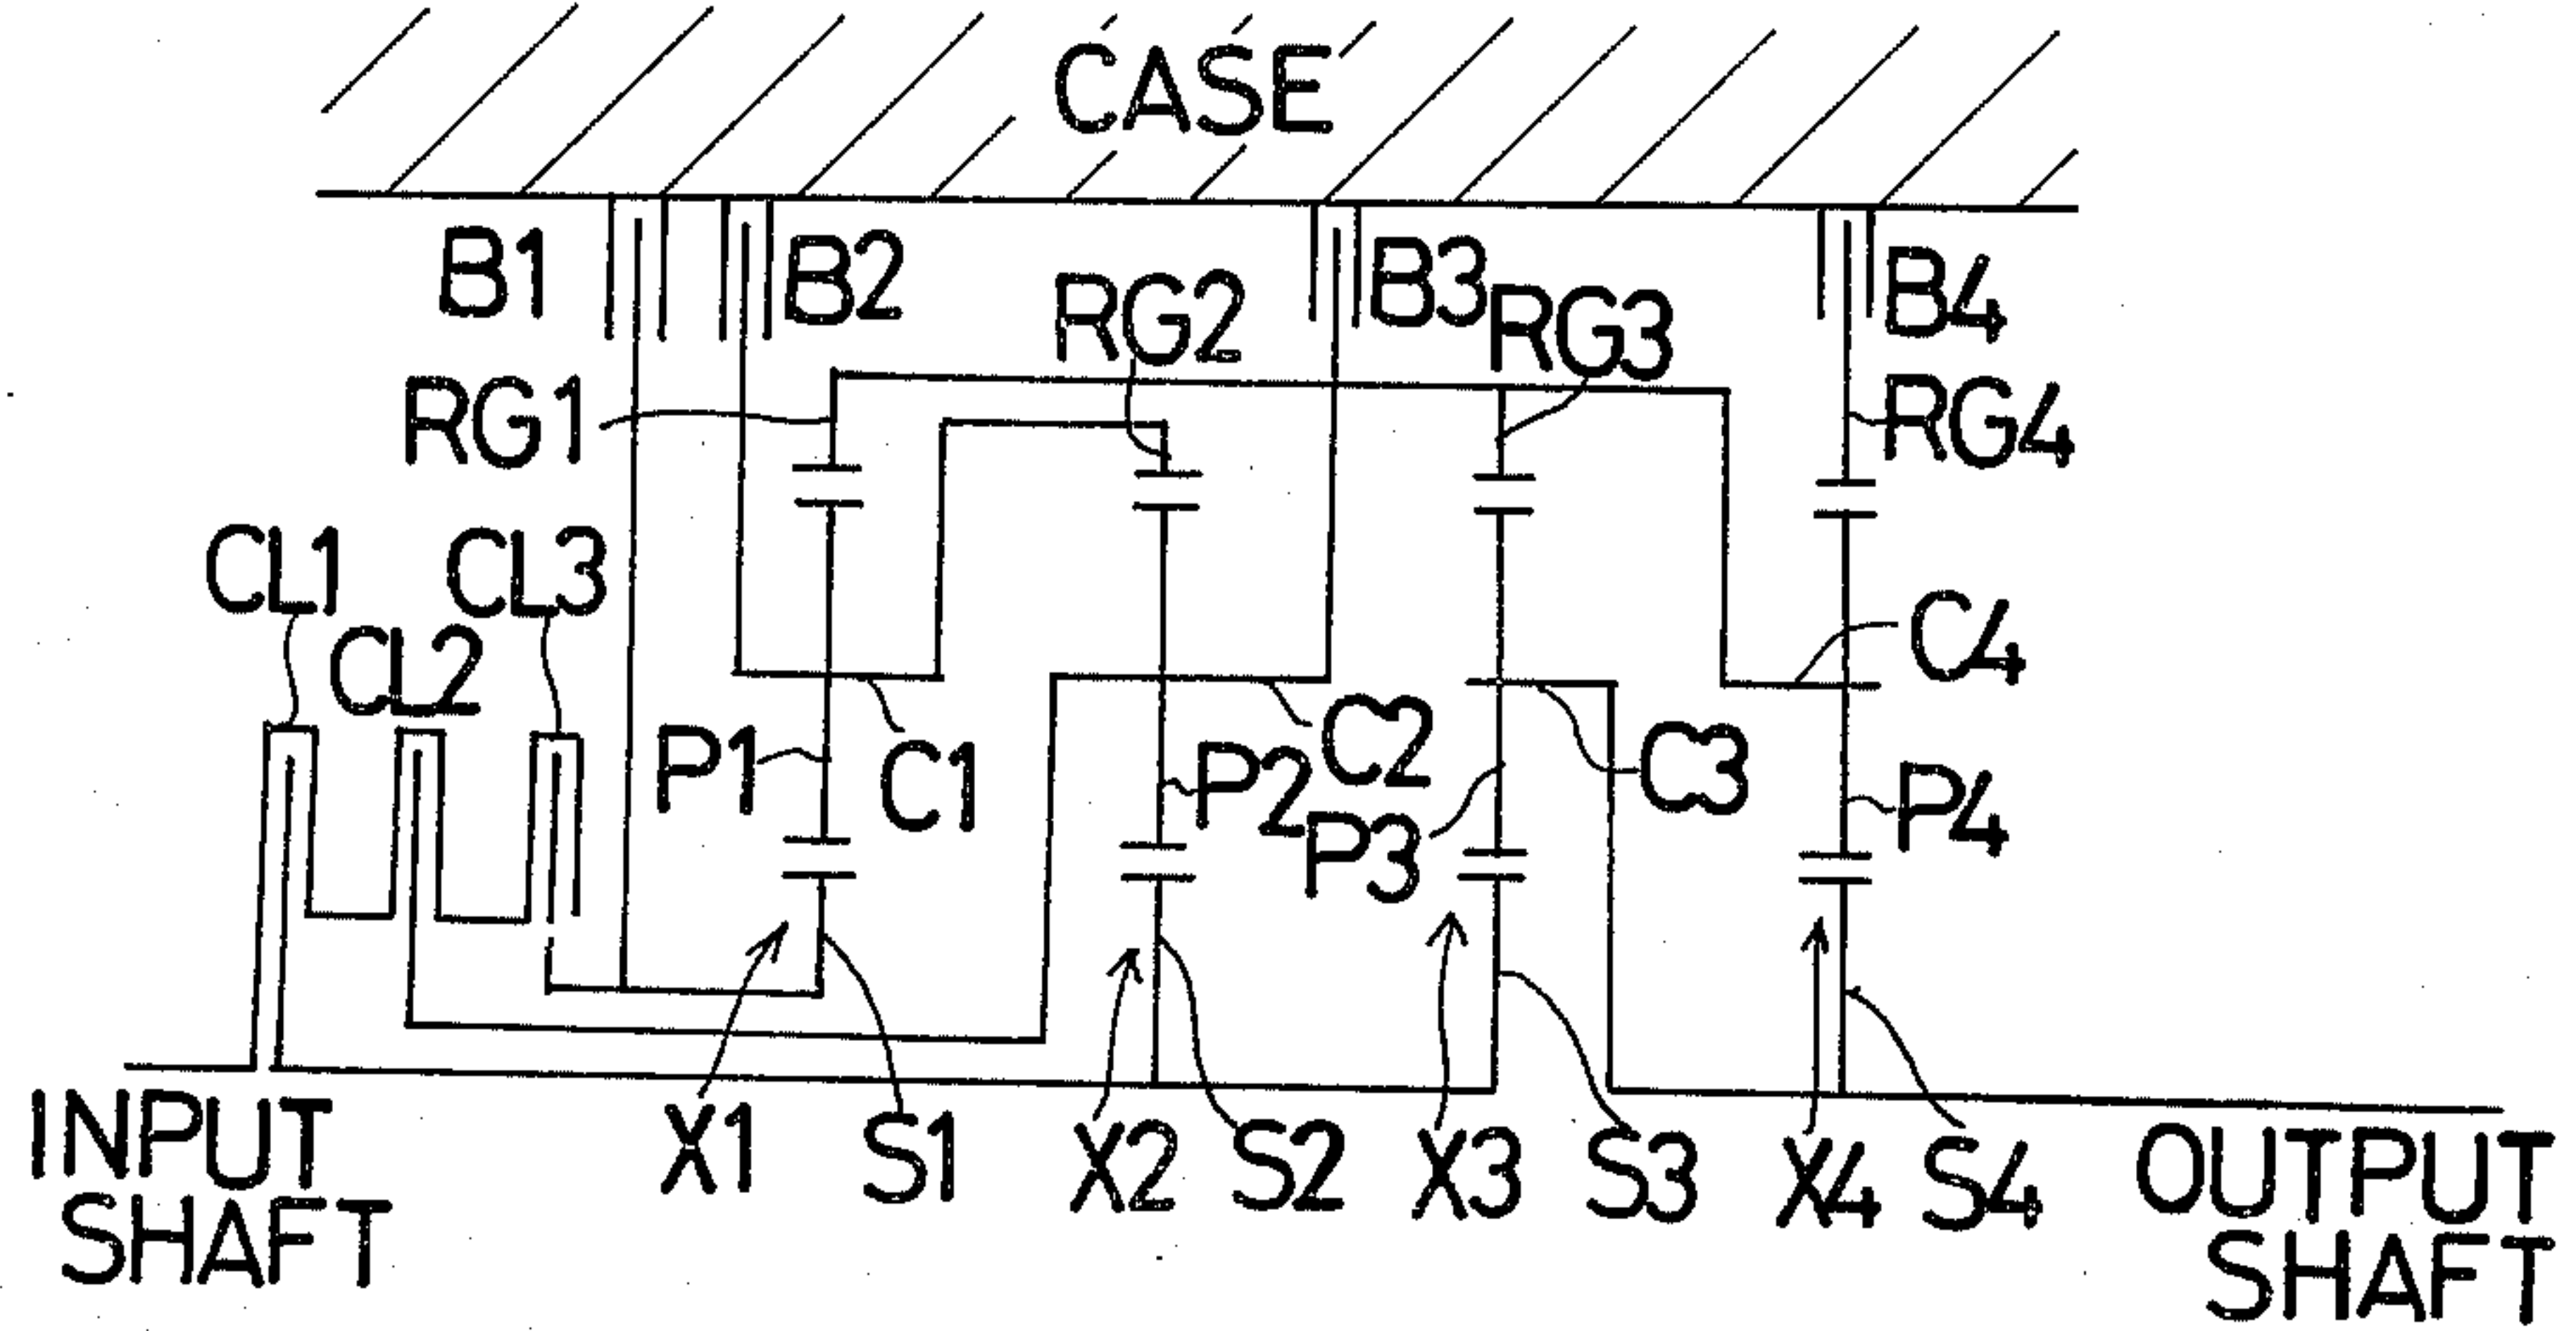 CASE
B1
B2
RG2
B3
RG3
B4
RG1
RG4
CL1
CL3
CL2
C4
P1
C1
P2
C2
C3
P3
P4
INPUT
SHAFT
X1
S1
X2
S2
X3
S3
X4
S4
OUTPUT
SHAFT